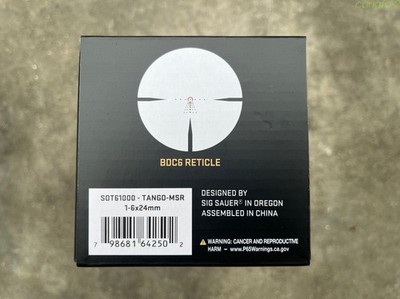 BDC6 RETICLE
SOT61000 - TANGO-MSR
1-6x24mm
7 98681 64250 2
DESIGNED BY
SIG SAUER® IN OREGON
ASSEMBLED IN CHINA
WARNING: CANCER AND REPRODUCTIVE
HARM - www.P65Warnings.ca.gov